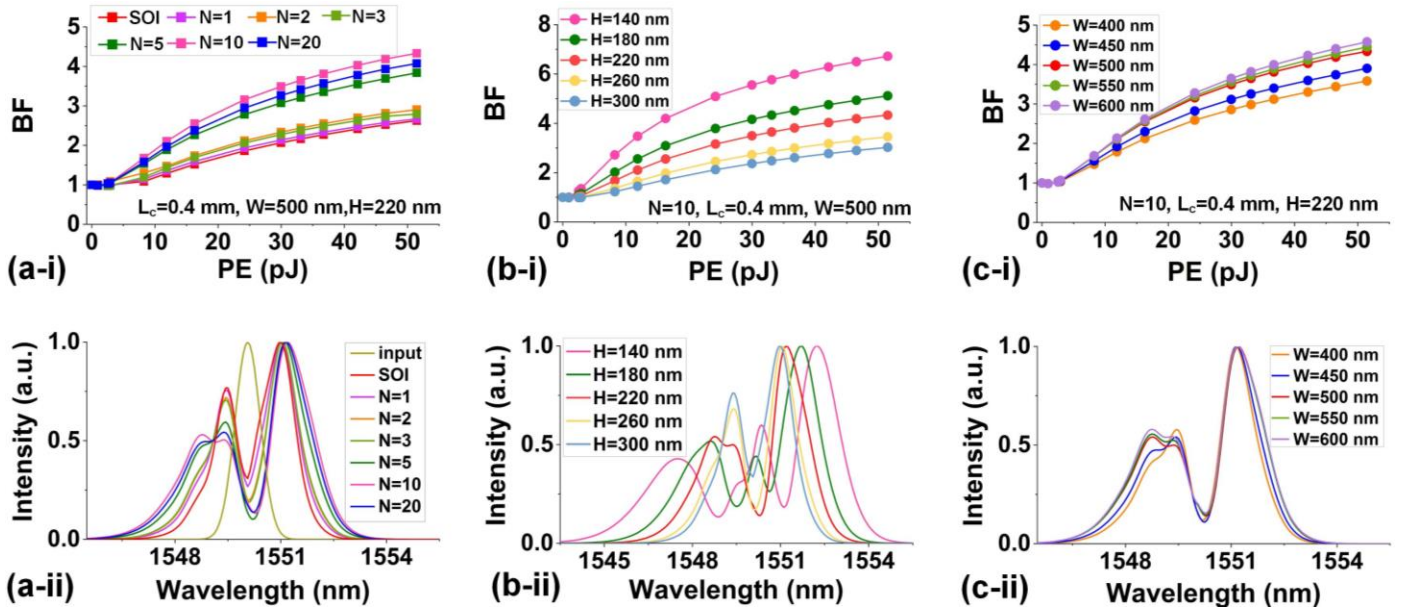 SOI N=1 N=2 N=3
N=5 N=10 N=20
5
4
3
2
1
0
BF
L_C=0.4 mm, W=500 nm,H=220 nm
0 10 20 30 40 50
PE (pJ)
(a-i)
8
6
4
2
0
BF
H=140 nm
H=180 nm
H=220 nm
H=260 nm
H=300 nm
N=10, L_C=0.4 mm, W=500 nm
0 10 20 30 40 50
PE (pJ)
(b-i)
5
4
3
2
1
0
BF
W=400 nm
W=450 nm
W=500 nm
W=550 nm
W=600 nm
N=10, L_C=0.4 mm, H=220 nm
0 10 20 30 40 50
PE (pJ)
(c-i)
1.0
0.5
0.0
Intensity (a.u.)
input
SOI
N=1
N=2
N=3
N=5
N=10
N=20
1548 1551 1554
Wavelength (nm)
(a-ii)
1.0
0.5
0.0
Intensity (a.u.)
H=140 nm
H=180 nm
H=220 nm
H=260 nm
H=300 nm
1545 1548 1551 1554
Wavelength (nm)
(b-ii)
1.0
0.5
0.0
Intensity (a.u.)
W=400 nm
W=450 nm
W=500 nm
W=550 nm
W=600 nm
1548 1551 1554
Wavelength (nm)
(c-ii)